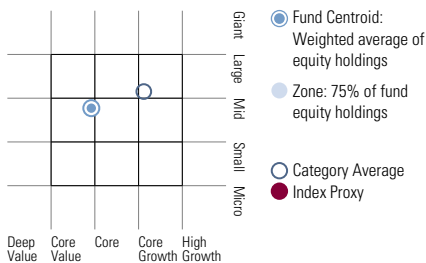 Giant
Large
Mid
Small
Micro
Deep Value
Core Value
Core
Core Growth
High Growth
Fund Centroid:
Weighted average of
equity holdings
Zone: 75% of fund
equity holdings
Category Average
Index Proxy